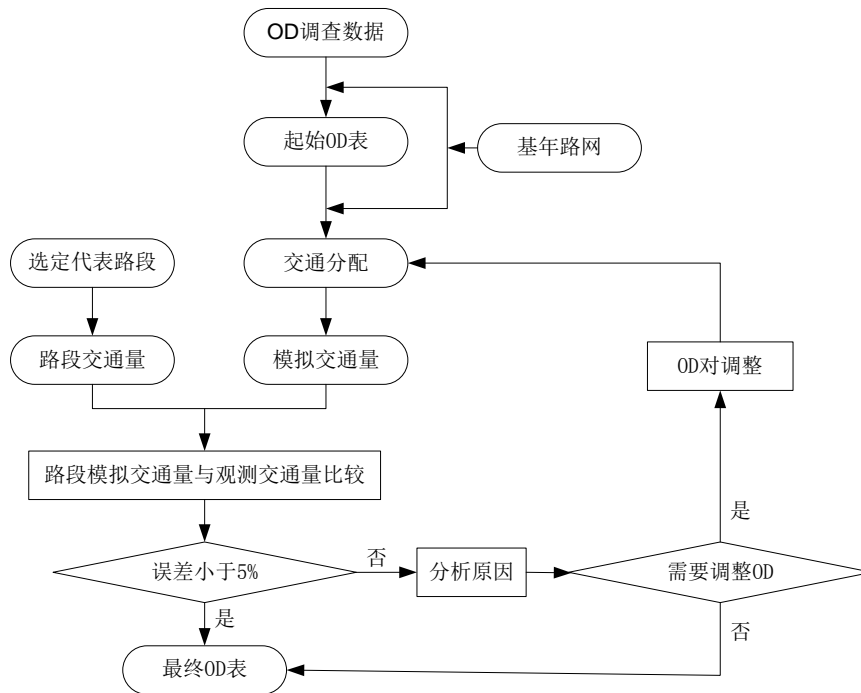 OD调查数据
起始OD表
基年路网
选定代表路段
交通分配
路段交通量
模拟交通量
OD对调整
路段模拟交通量与观测交通量比较
是
误差小于5%
否
分析原因
需要调整OD
是
否
最终OD表